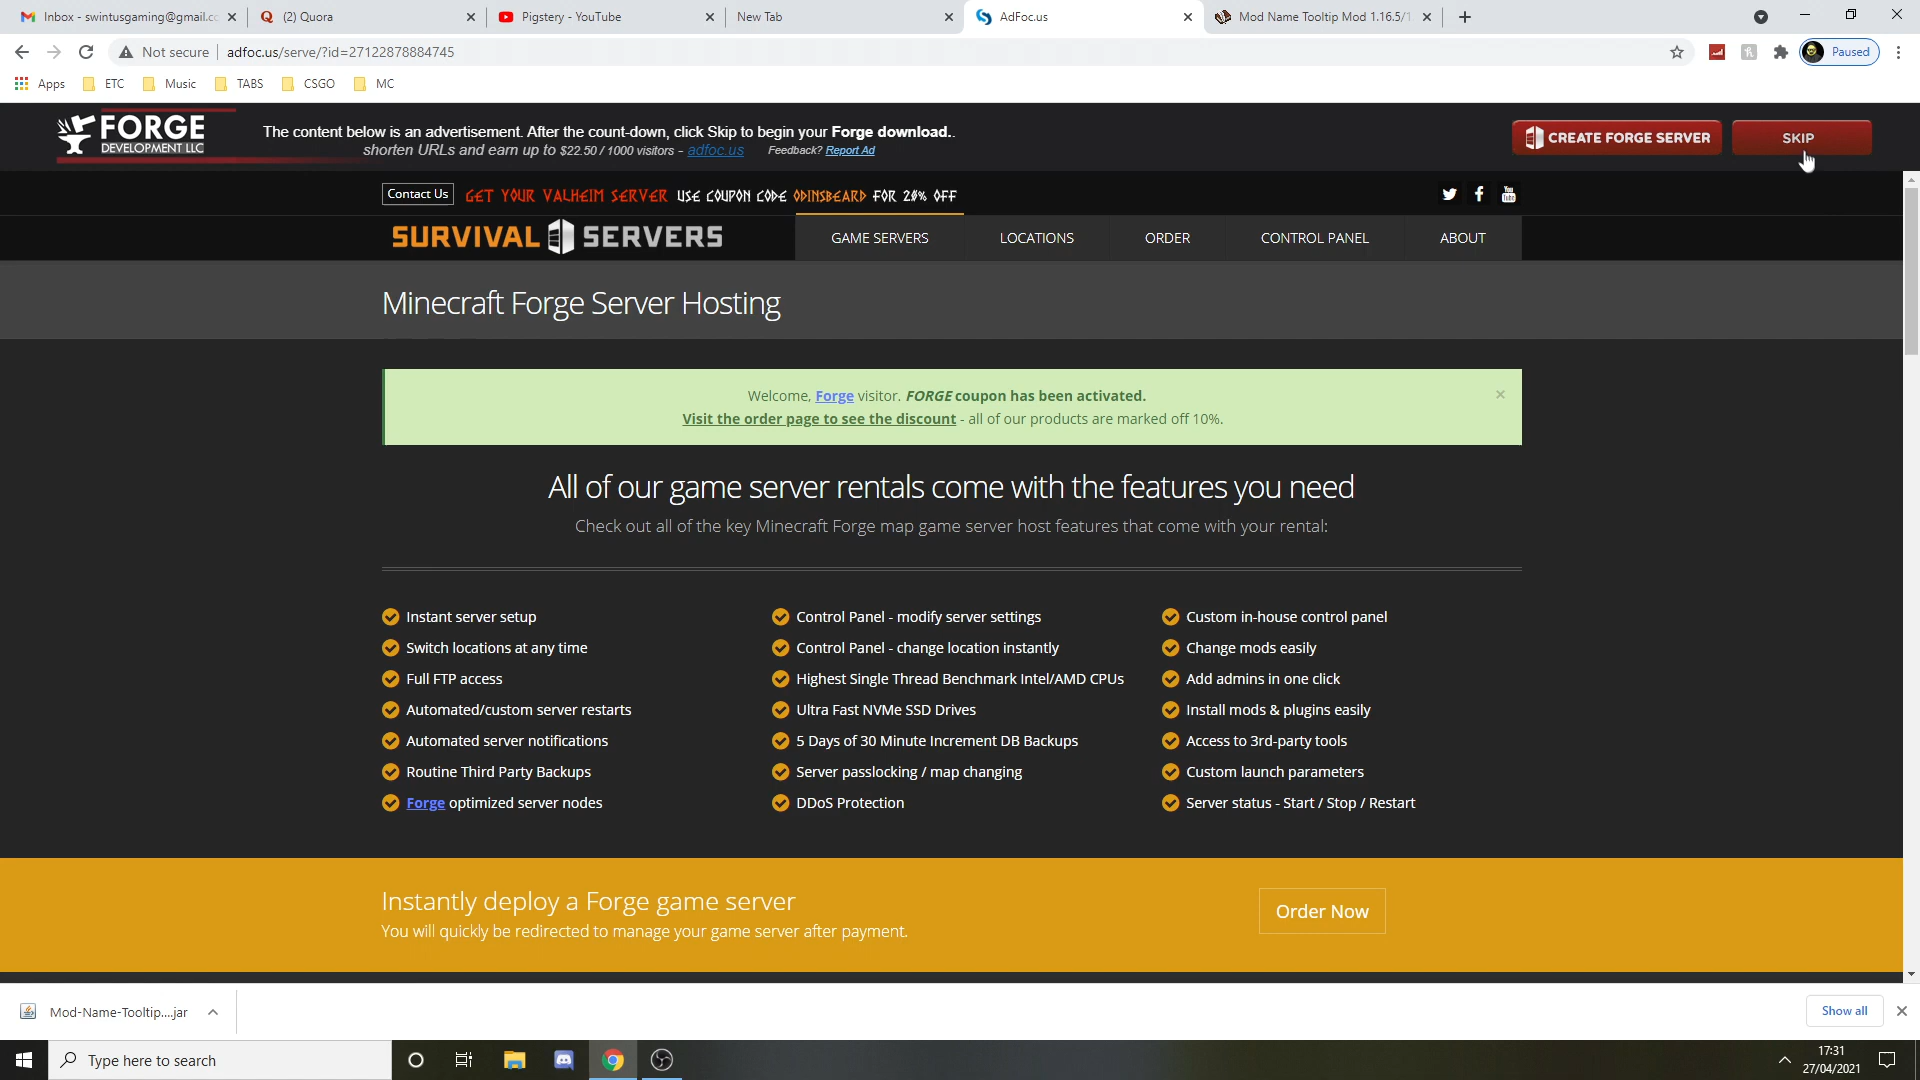 Inbox - swintusgaming@gmail.cc
(2) Quora
Pigstery - YouTube
New Tab
AdFoc.us
Mod Name Tooltip Mod 1.16.5/1
Not secure
adfoc.us/serve/?id=27122878884745
Paused
Apps
ETC
Music
TABS
CSGO
MC
FORGE
DEVELOPMENT LLC
The content below is an advertisement. After the count-down, click Skip to begin your Forge download..
shorten URLs and earn up to $22.50 / 1000 visitors - adfoc.us Feedback? Report Ad
CREATE FORGE SERVER
SKIP
Contact Us
GET YOUR VALHEIM SERVER USE COUPON CODE ODINSBEARD FOR 20% OFF
SURVIVAL SERVERS
GAME SERVERS
LOCATIONS
ORDER
CONTROL PANEL
ABOUT
Minecraft Forge Server Hosting
Welcome, Forge visitor. FORGE coupon has been activated.
Visit the order page to see the discount - all of our products are marked off 10%.
All of our game server rentals come with the features you need
Check out all of the key Minecraft Forge map game server host features that come with your rental:
Instant server setup
Switch locations at any time
Full FTP access
Automated/custom server restarts
Automated server notifications
Routine Third Party Backups
Forge optimized server nodes
Control Panel - modify server settings
Control Panel - change location instantly
Highest Single Thread Benchmark Intel/AMD CPUs
Ultra Fast NVMe SSD Drives
5 Days of 30 Minute Increment DB Backups
Server passlocking / map changing
DDoS Protection
Custom in-house control panel
Change mods easily
Add admins in one click
Install mods & plugins easily
Access to 3rd-party tools
Custom launch parameters
Server status - Start / Stop / Restart
Instantly deploy a Forge game server
You will quickly be redirected to manage your game server after payment.
Order Now
Mod-Name-Tooltip....jar
Show all
Type here to search
17:31
27/04/2021